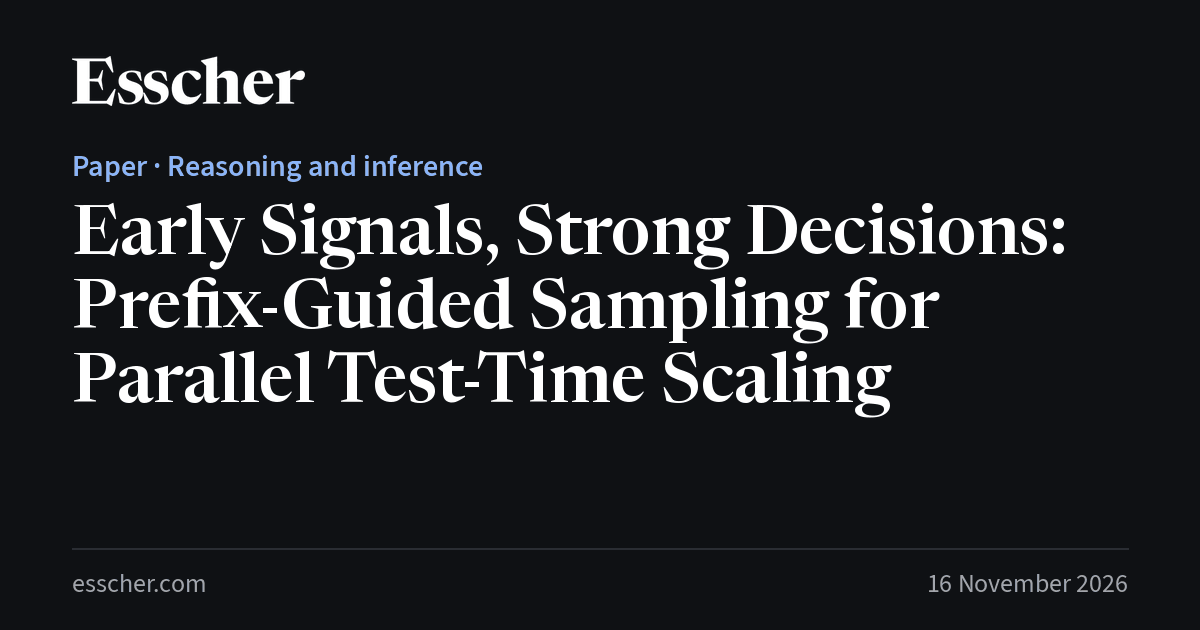 Esscher
Paper · Reasoning and inference
Early Signals, Strong Decisions:
Prefix-Guided Sampling for
Parallel Test-Time Scaling
esscher.com
16 November 2026